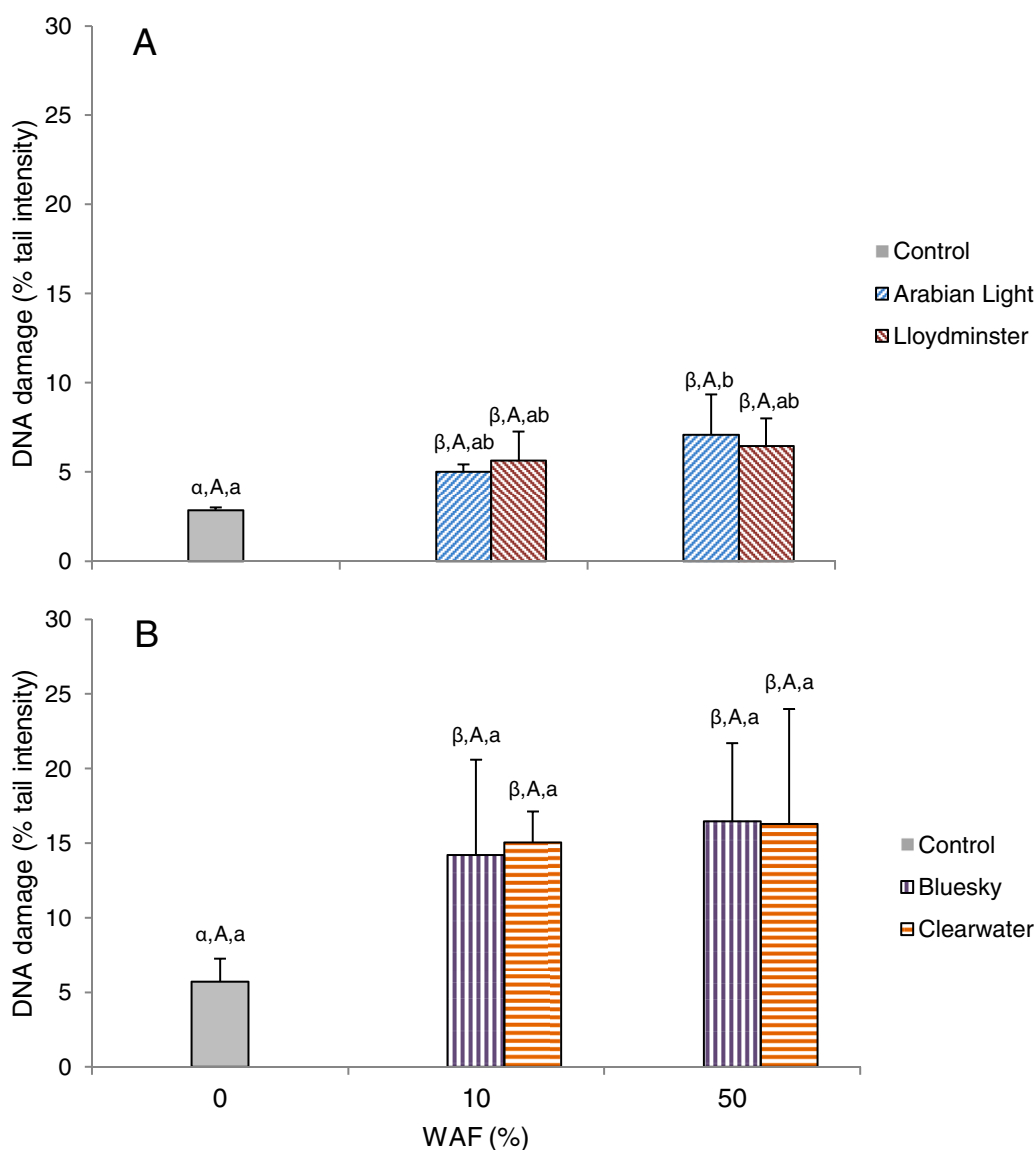 A
30
25
20
15
10
5
0
DNA damage (% tail intensity)
α,A,a
β,A,ab
β,A,ab
β,A,b
β,A,ab
Control
Arabian Light
Lloydminster
B
30
25
20
15
10
5
0
DNA damage (% tail intensity)
α,A,a
β,A,a
β,A,a
β,A,a
β,A,a
Control
Bluesky
Clearwater
0
10
50
WAF (%)